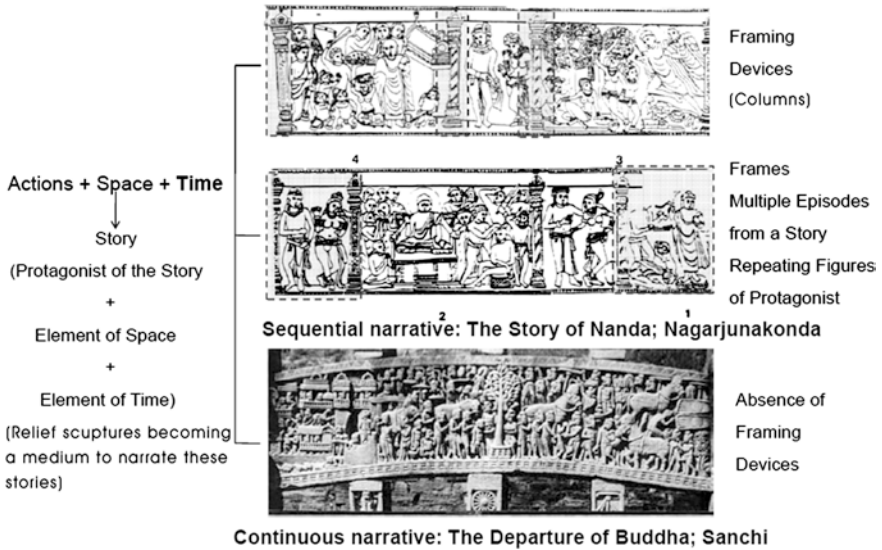 Actions + Space + Time
Story
(Protagonist of the Story
+
Element of Space
+
Element of Time)
(Relief scuptures becoming
a medium to narrate these
stories)
Framing
Devices
(Columns)
4
3
Frames
Multiple Episodes
from a Story
Repeating Figures
of Protagonist
2
1
Sequential narrative: The Story of Nanda; Nagarjunakonda
Absence of
Framing
Devices
Continuous narrative: The Departure of Buddha; Sanchi